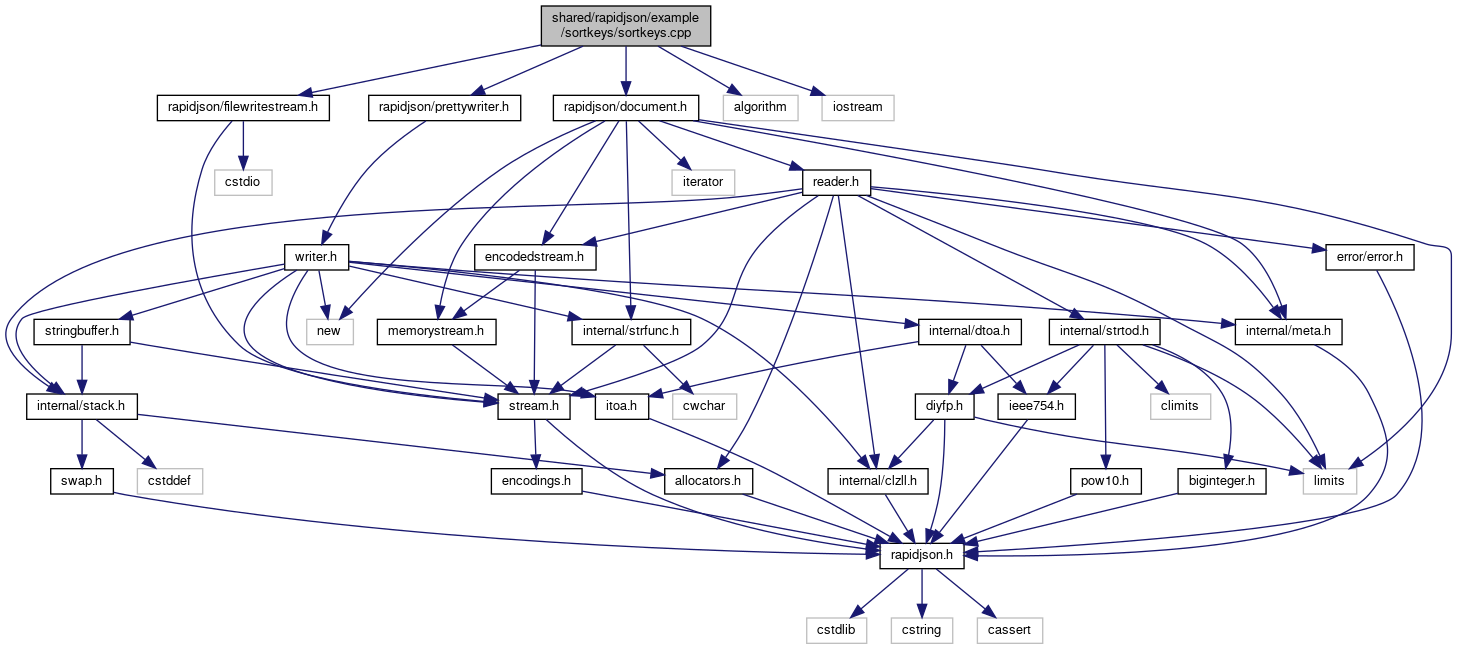 shared/rapidjson/example
/sortkeys/sortkeys.cpp
rapidjson/filewritestream.h
rapidjson/prettywriter.h
rapidjson/document.h
algorithm
iostream
cstdio
iterator
reader.h
writer.h
encodedstream.h
error/error.h
stringbuffer.h
new
memorystream.h
internal/strfunc.h
internal/dtoa.h
internal/strtod.h
internal/meta.h
internal/stack.h
stream.h
itoa.h
cwchar
diyfp.h
ieee754.h
climits
swap.h
cstddef
encodings.h
allocators.h
internal/clzll.h
pow10.h
biginteger.h
limits
rapidjson.h
cstdlib
cstring
cassert